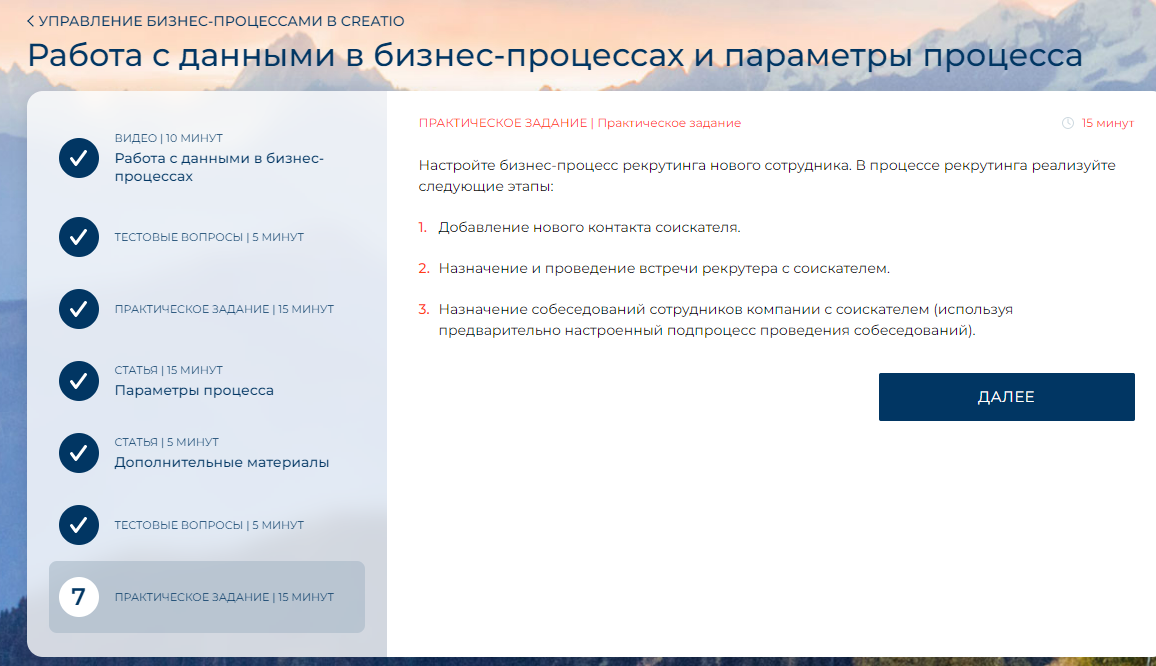 УПРАВЛЕНИЕ БИЗНЕС-ПРОЦЕССАМИ В CREATIO
Работа с данными в бизнес-процессах и параметры процесса
ВИДЕО | 10 МИНУТ
Работа с данными в бизнес-
процессах
ТЕСТОВЫЕ ВОПРОСЫ | 5 МИНУТ
ПРАКТИЧЕСКОЕ ЗАДАНИЕ | 15 МИНУТ
СТАТЬЯ | 15 МИНУТ
Параметры процесса
СТАТЬЯ | 5 МИНУТ
Дополнительные материалы
ТЕСТОВЫЕ ВОПРОСЫ | 5 МИНУТ
7
ПРАКТИЧЕСКОЕ ЗАДАНИЕ | 15 МИНУТ
ПРАКТИЧЕСКОЕ ЗАДАНИЕ | Практическое задание
15 минут
Настройте бизнес-процесс рекрутинга нового сотрудника. В процессе рекрутинга реализуйте
следующие этапы:
1. Добавление нового контакта соискателя.
2. Назначение и проведение встречи рекрутера с соискателем.
3. Назначение собеседований сотрудников компании с соискателем (используя
предварительно настроенный подпроцесс проведения собеседований).
ДАЛЕЕ